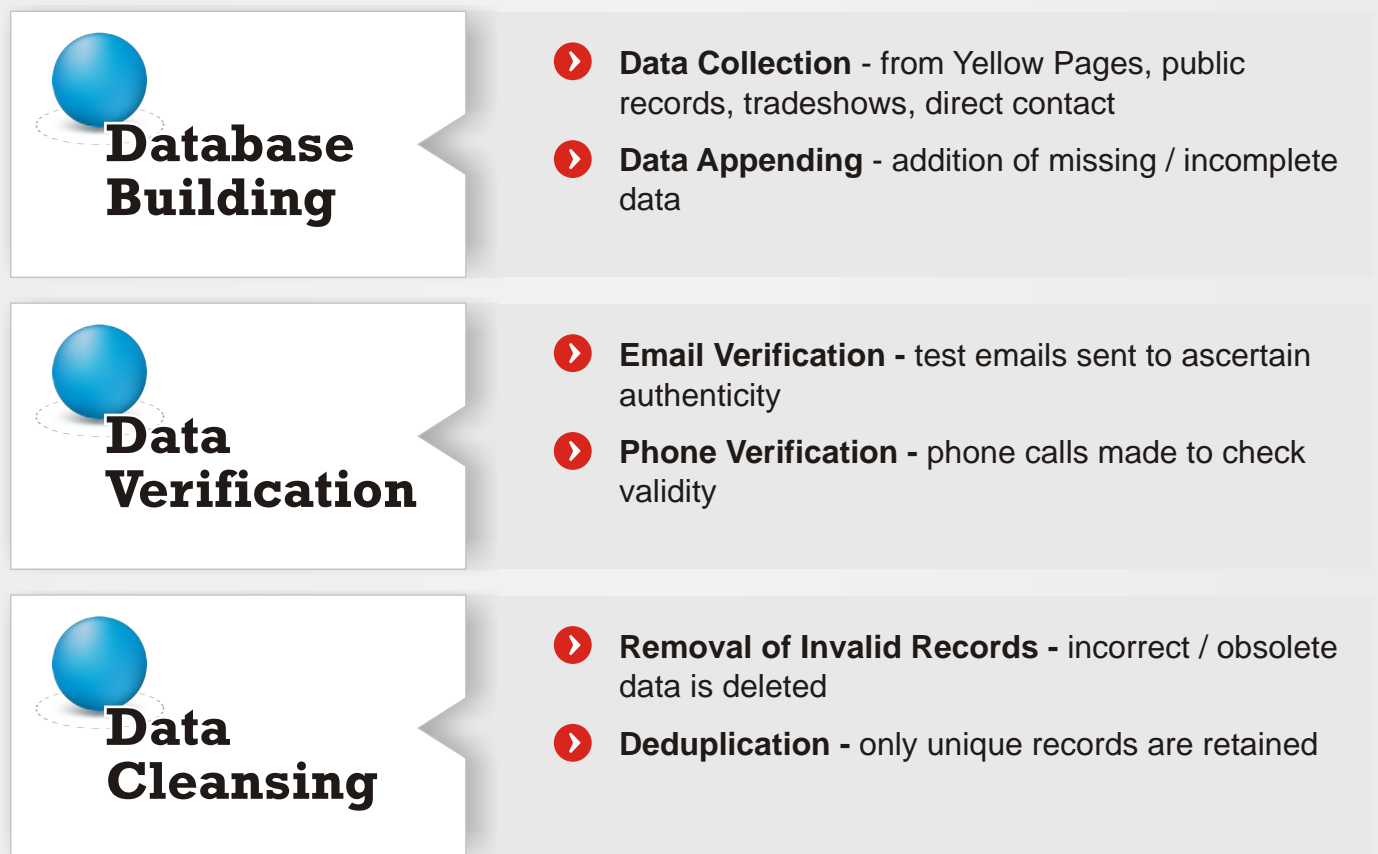 Database
Building
Data Collection - from Yellow Pages, public
records, tradeshows, direct contact
Data Appending - addition of missing / incomplete
data
Data
Verification
Email Verification - test emails sent to ascertain
authenticity
Phone Verification - phone calls made to check
validity
Data
Cleansing
Removal of Invalid Records - incorrect / obsolete
data is deleted
Deduplication - only unique records are retained